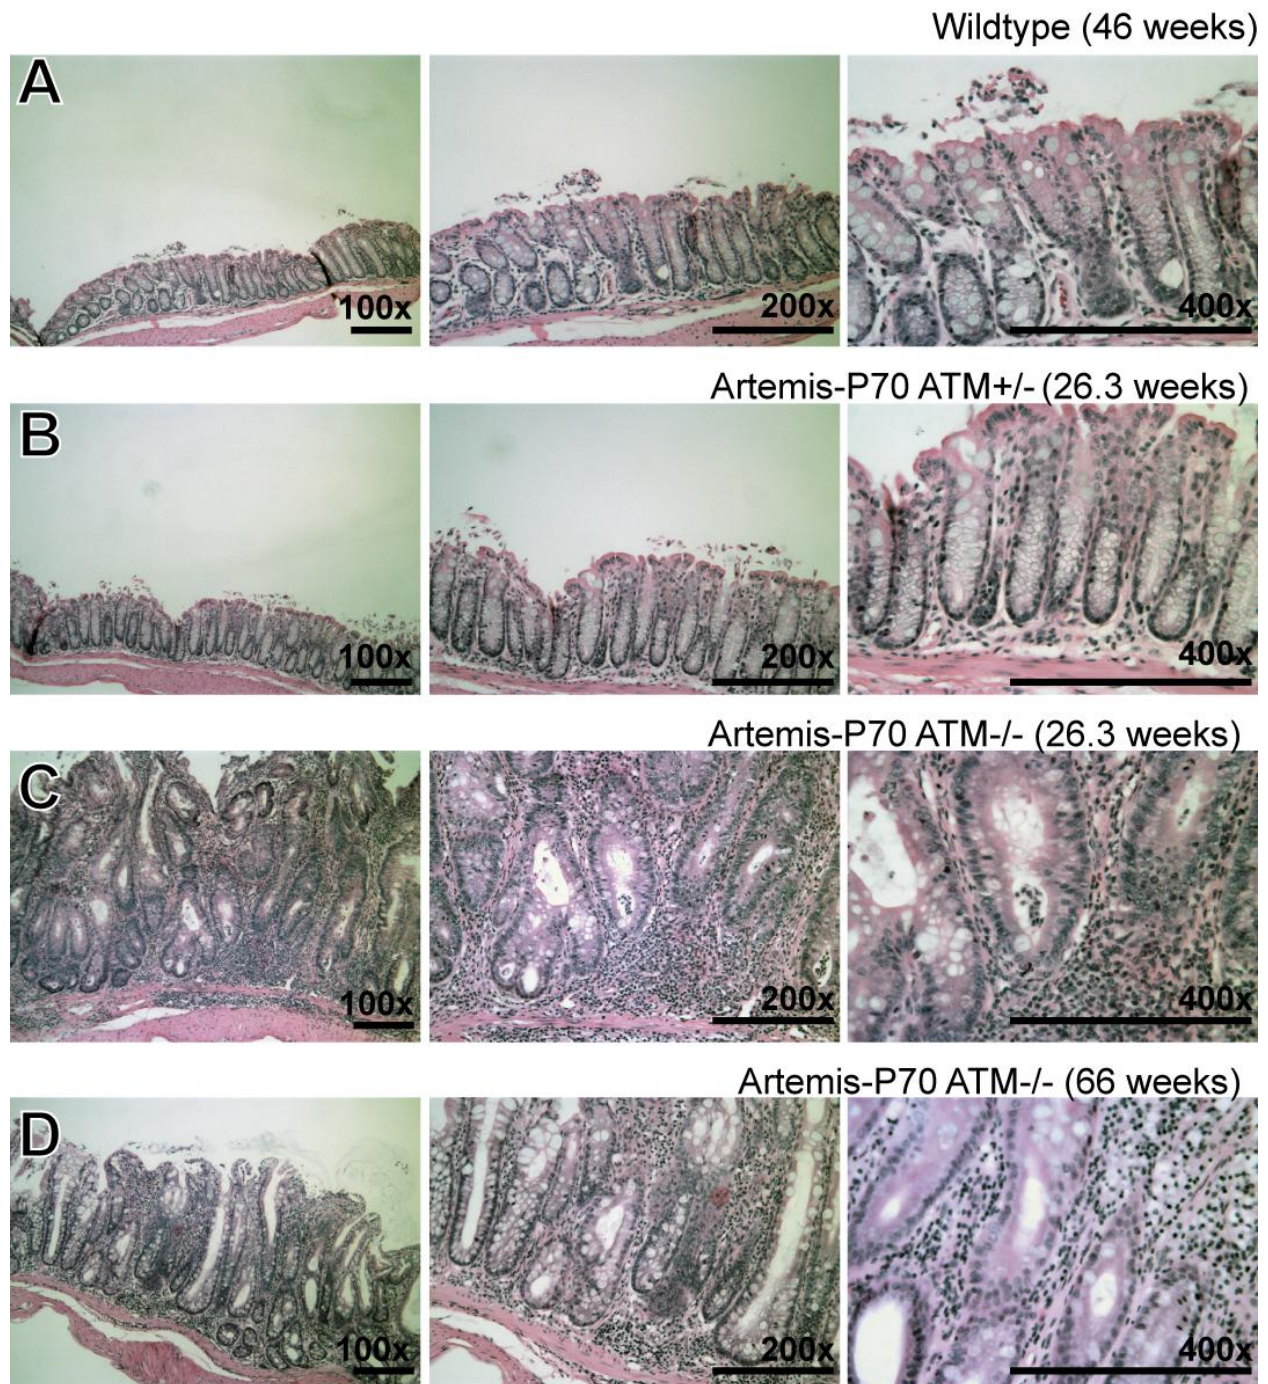 Wildtype (46 weeks)
A
100x
200x
400x
Artemis-P70 ATM+/- (26.3 weeks)
B
100x
200x
400x
Artemis-P70 ATM-/- (26.3 weeks)
C
100x
200x
400x
Artemis-P70 ATM-/- (66 weeks)
D
100x
200x
400x